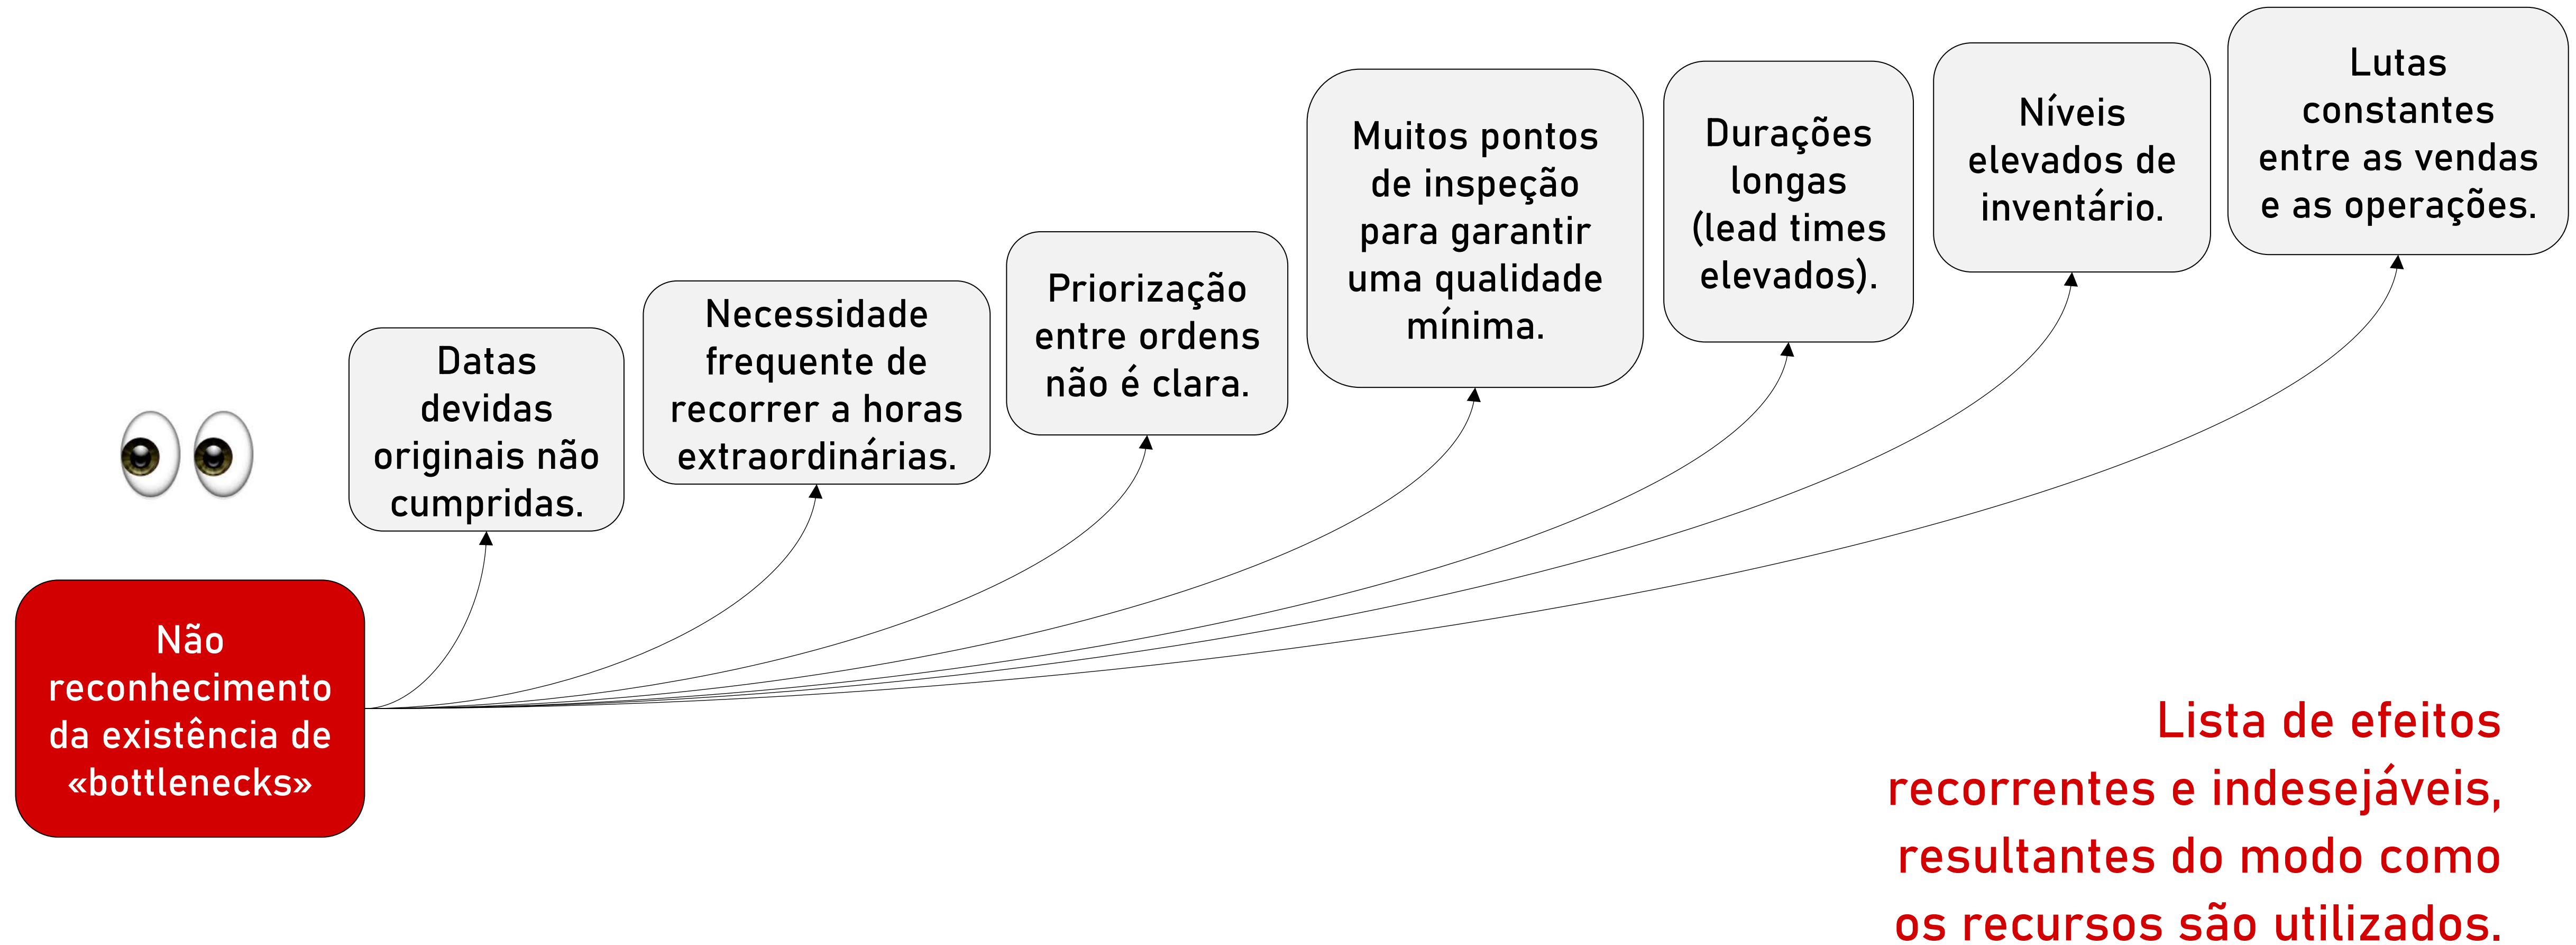 Não
reconhecimento
da existência de
«bottlenecks»
Datas
devidas
originais não
cumpridas.
Necessidade
frequente de
recorrer a horas
extraordinárias.
Priorização
entre ordens
não é clara.
Muitos pontos
de inspeção
para garantir
uma qualidade
mínima.
Durações
longas
(lead times
elevados).
Níveis
elevados de
inventário.
Lutas
constantes
entre as vendas
e as operações.
Lista de efeitos
recorrentes e indesejáveis,
resultantes do modo como
os recursos são utilizados.